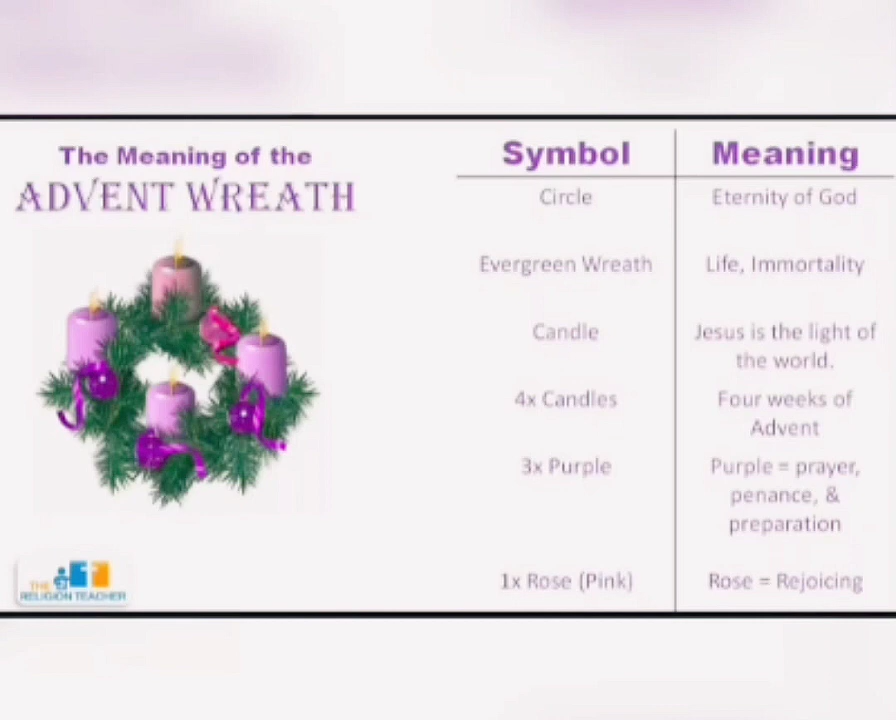 The Meaning of the
ADVENT WREATH
THE
RELIGION TEACHER
Symbol Meaning
Circle Eternity of God
Evergreen Wreath Life, Immortality
Candle Jesus is the light of
the world.
4x Candles Four weeks of
Advent
3x Purple Purple = prayer,
penance, &
preparation
1x Rose (Pink) Rose = Rejoicing